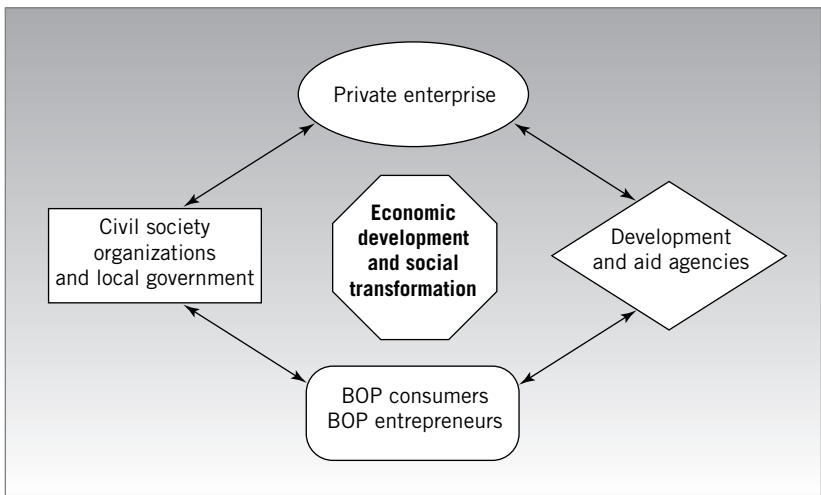 Private enterprise
Civil society
organizations
and local government
Economic
development
and social
transformation
Development
and aid agencies
BOP consumers
BOP entrepreneurs